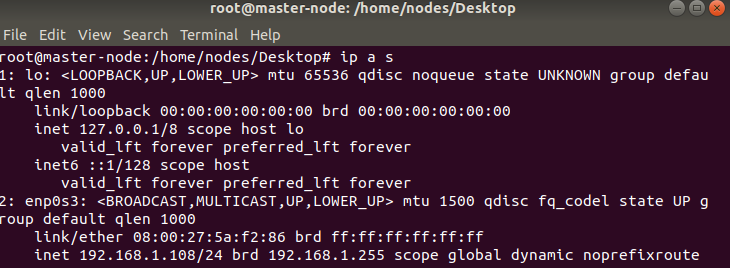 root@master-node: /home/nodes/Desktop
File Edit View Search Terminal Help
root@master-node:/home/nodes/Desktop# ip a s
1: lo: <LOOPBACK,UP,LOWER_UP> mtu 65536 qdisc noqueue state UNKNOWN group defau
lt qlen 1000
    link/loopback 00:00:00:00:00:00 brd 00:00:00:00:00:00
    inet 127.0.0.1/8 scope host lo
       valid_lft forever preferred_lft forever
    inet6 ::1/128 scope host
       valid_lft forever preferred_lft forever
2: enp0s3: <BROADCAST,MULTICAST,UP,LOWER_UP> mtu 1500 qdisc fq_codel state UP g
roup default qlen 1000
    link/ether 08:00:27:5a:f2:86 brd ff:ff:ff:ff:ff:ff
    inet 192.168.1.108/24 brd 192.168.1.255 scope global dynamic noprefixroute